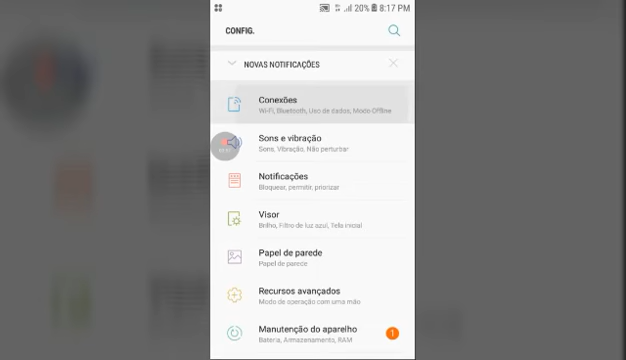 20% 8:17 PM
CONFIG.
NOVAS NOTIFICAÇÕES
Conexões
Wi-Fi, Bluetooth, Uso de dados, Modo Offline
Sons e vibração
Sons, Vibração, Não perturbar
Notificações
Bloquear, permitir, priorizar
Visor
Brilho, Filtro de luz azul, Tela inicial
Papel de parede
Papel de parece
Recursos avançados
Modo de operação com uma mão
Manutenção do aparelho
1
Bateria, Armazenamento, RAM